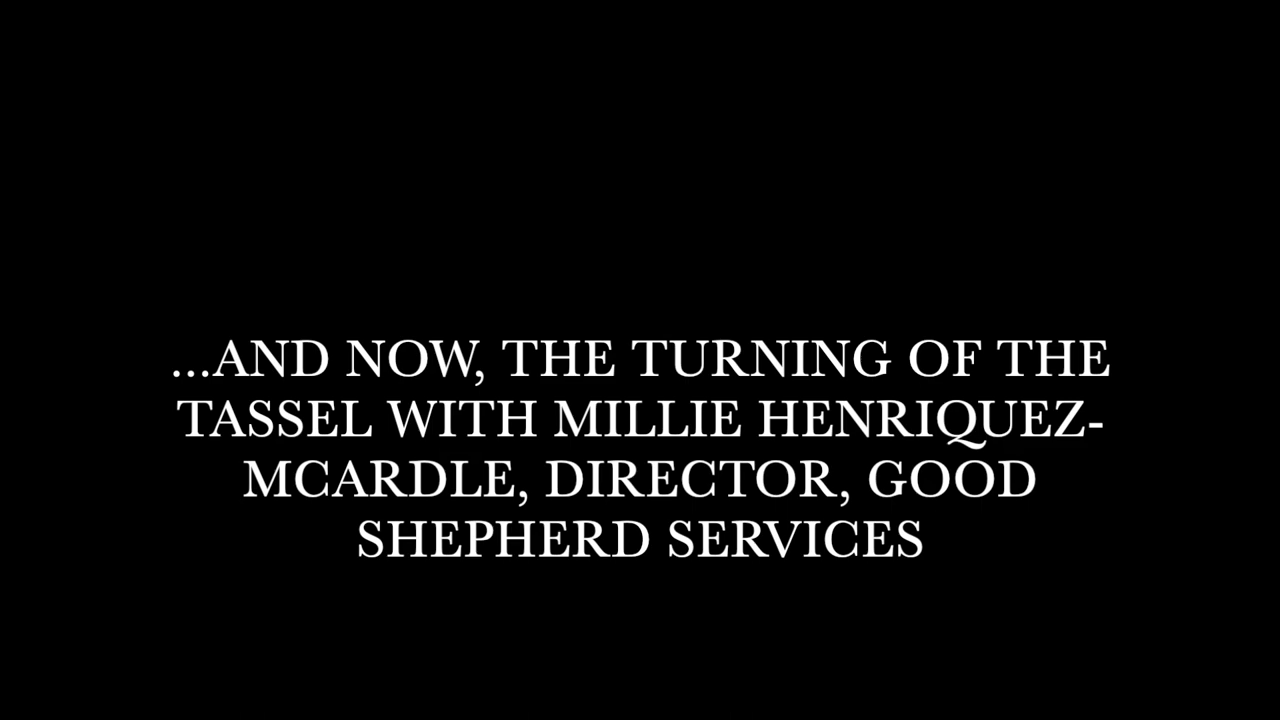 ...AND NOW, THE TURNING OF THE
TASSEL WITH MILLIE HENRIQUEZ-
MCARDLE, DIRECTOR, GOOD
SHEPHERD SERVICES